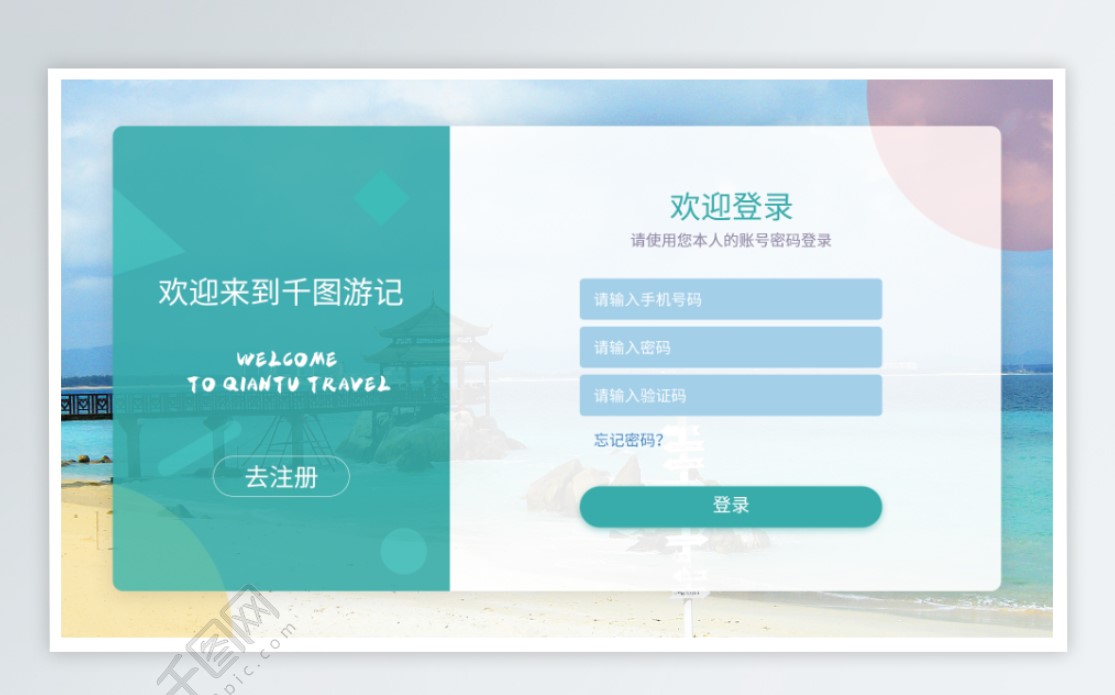 欢迎来到千图游记
WELCOME
TO QIANTU TRAVEL
去注册
欢迎登录
请使用您本人的账号密码登录
请输入手机号码
请输入密码
请输入验证码
忘记密码?
登录
千图网
pic.com